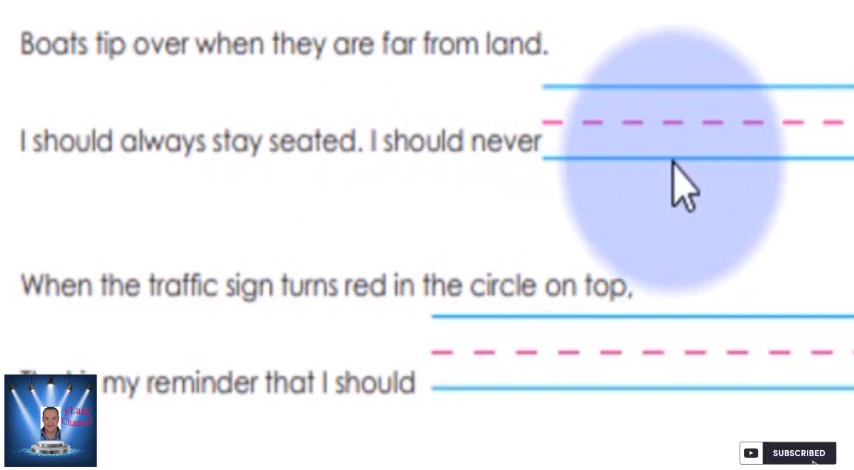 Boats tip over when they are far from land.
I should always stay seated. I should never
When the traffic sign turns red in the circle on top,
my reminder that I should
SUBSCRIBED